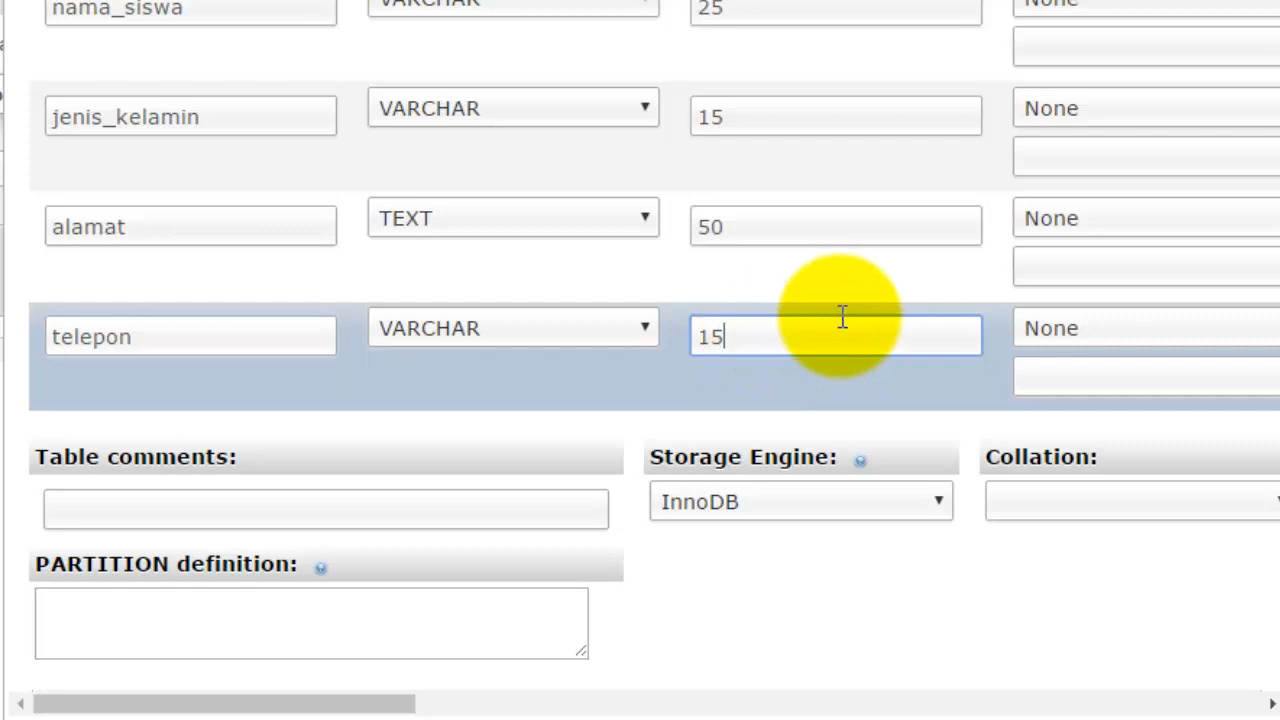 nama_siswa VARCHAR 25 None
jenis_kelamin VARCHAR 15 None
alamat TEXT 50 None
telepon VARCHAR 15 None
Table comments: Storage Engine: Collation:
InnoDB
PARTITION definition: